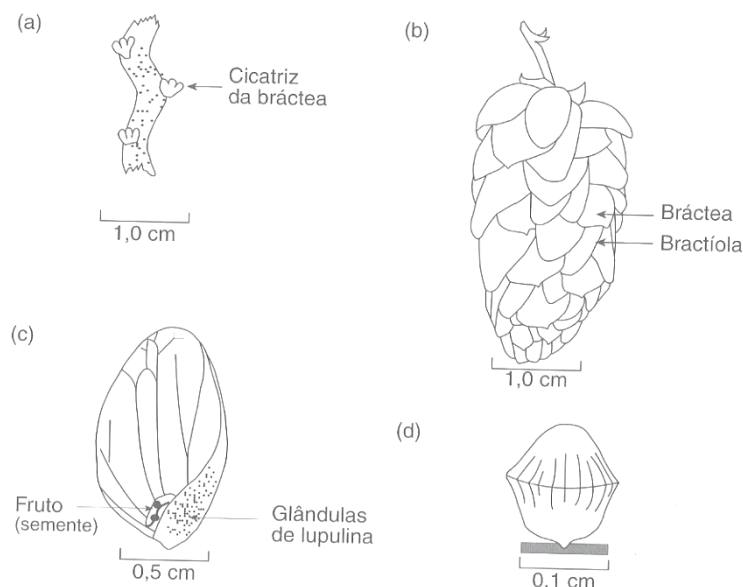 (a)
Cicatriz
da bráctea
1,0 cm
(b)
Bráctea
Bractíola
1,0 cm
(c)
Fruto
(semente)
Glândulas
de lupulina
0,5 cm
(d)
0,1 cm